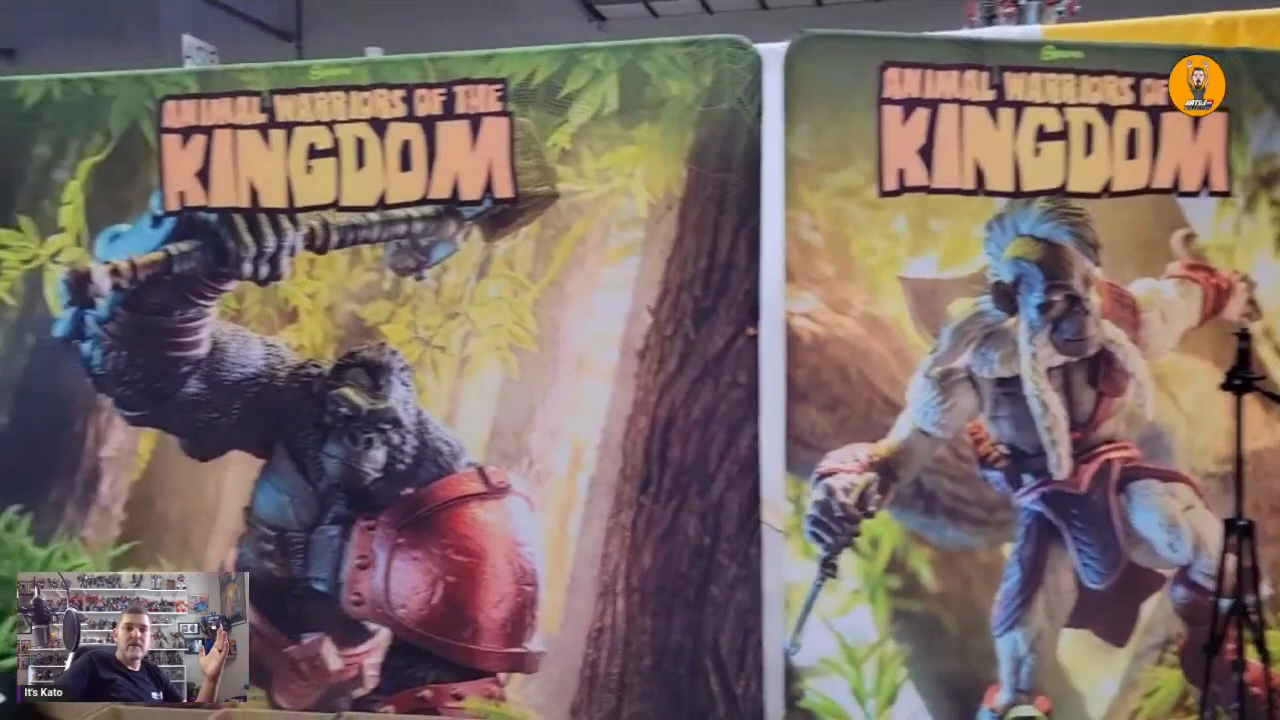 ANIMAL WARRIORS OF THE
KINGDOM
ANIMAL WARRIORS OF
KINGDOM
It's Kato